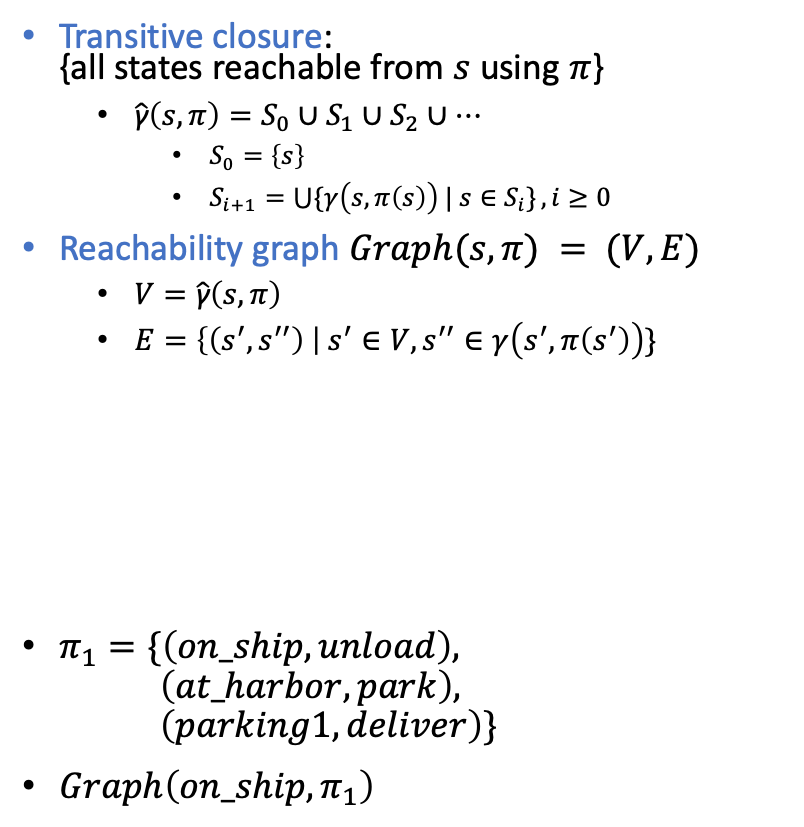 • Transitive closure:
{all states reachable from 𝑠 using 𝜋}
• γ̂(𝑠, 𝜋) = 𝑆₀ ∪ 𝑆₁ ∪ 𝑆₂ ∪ ⋯
• 𝑆₀ = {𝑠}
• 𝑆ᵢ₊₁ = ∪{𝛾(𝑠, 𝜋(𝑠)) | 𝑠 ∈ 𝑆ᵢ}, 𝑖 ≥ 0
• Reachability graph 𝑮𝑟𝑎𝑝ℎ(𝑠, 𝜋) = (𝑉, 𝐸)
• 𝑉 = γ̂(𝑠, 𝜋)
• 𝐸 = {(𝑠′, 𝑠′′) | 𝑠′ ∈ 𝑉, 𝑠′′ ∈ 𝛾(𝑠′, 𝜋(𝑠′))}
• 𝜋₁ = {(𝑜𝑛_𝑠ℎ𝑖𝑝, 𝑢𝑛𝑙𝑜𝑎𝑑),
(𝑎𝑡_ℎ𝑎𝑟𝑏𝑜𝑟, 𝑝𝑎𝑟𝑘),
(𝑝𝑎𝑟𝑘𝑖𝑛𝑔1, 𝑑𝑒𝑙𝑖𝑣𝑒𝑟)}
• 𝐺𝑟𝑎𝑝ℎ(𝑜𝑛_𝑠ℎ𝑖𝑝, 𝜋₁)